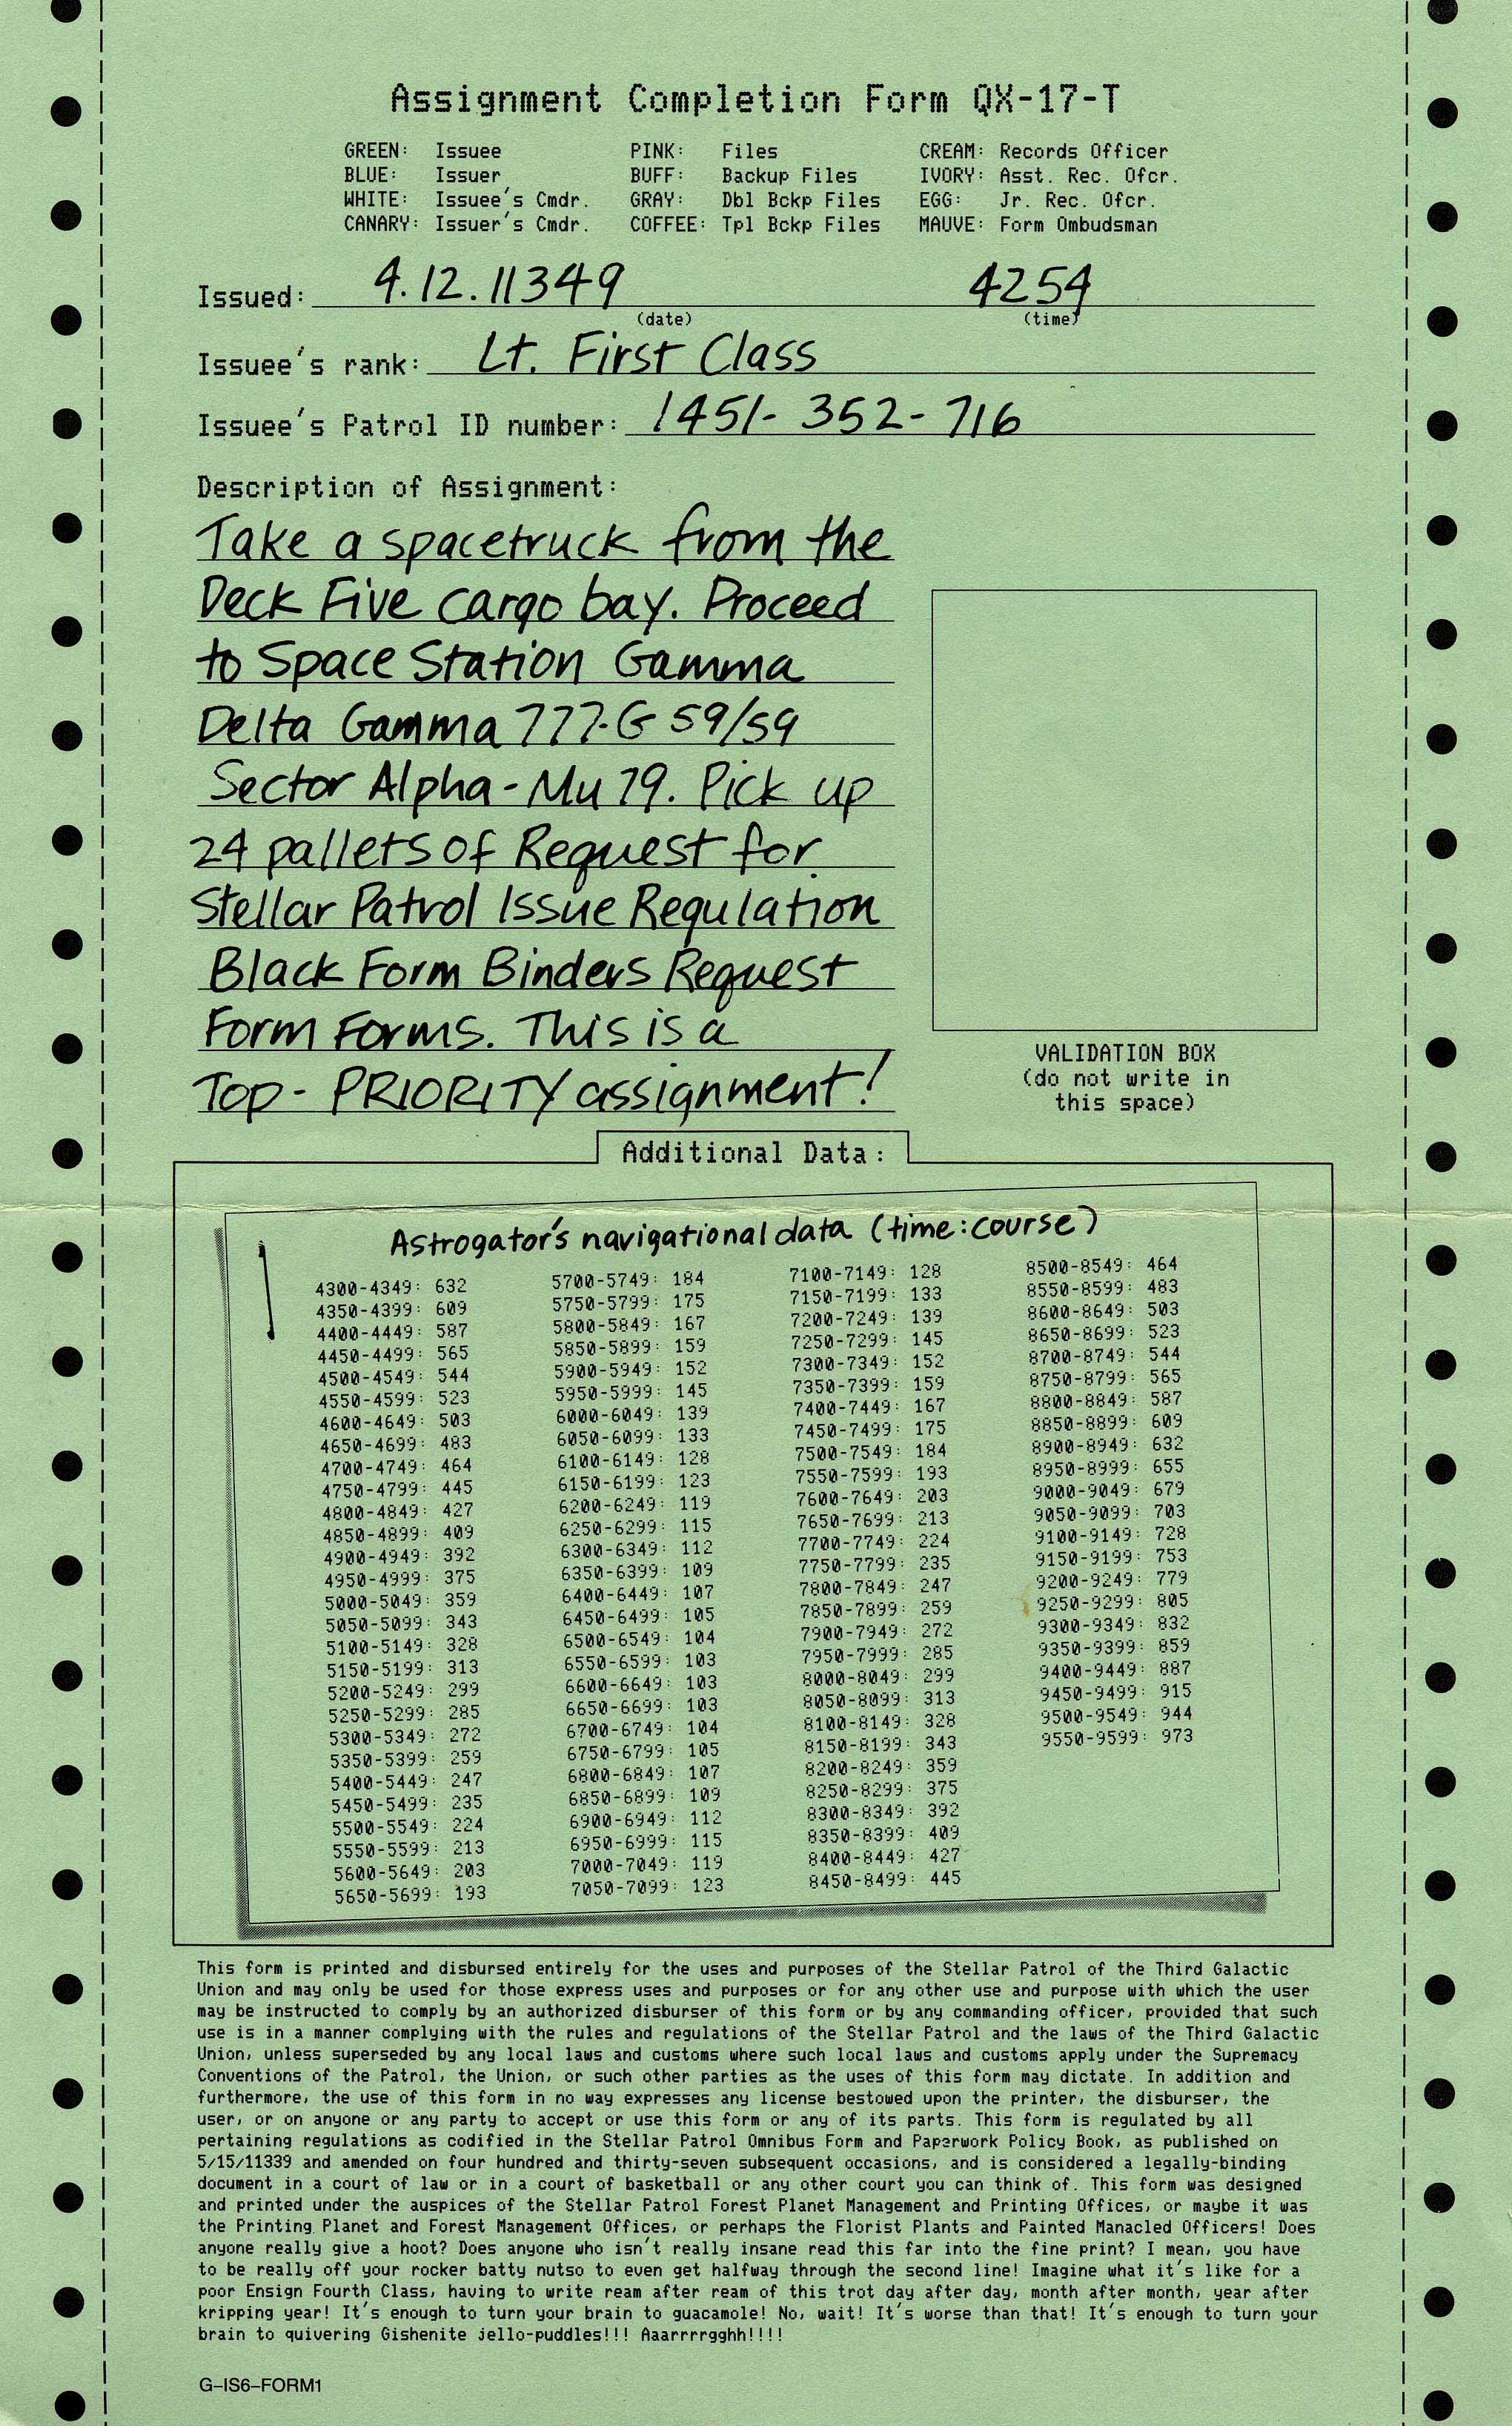 Assignment Completion Form QX-17-T
GREEN: Issuee PINK: Files CREAM: Records Officer
BLUE: Issuer BUFF: Backup Files IVORY: Asst. Rec. Ofcr.
WHITE: Issuee's Cmdr. GRAY: Dbl Bckp Files EGG: Jr. Rec. Ofcr.
CANARY: Issuer's Cmdr. COFFEE: Tpl Bckp Files MAUVE: Form Ombudsman
Issued: 4.12.11349 4254
(date) (time)
Issuee's rank: Lt. First Class
Issuee's Patrol ID number: 1451-352-716
Description of Assignment:
Take a spacetruck from the
Deck Five cargo bay. Proceed
to Space Station Gamma
Delta Gamma 777-G 59/59
Sector Alpha-Mu 79. Pick up
24 pallets of Request for
Stellar Patrol Issue Regulation
Black Form Binders Request
Form Forms. This is a
Top-PRIORITY assignment!
VALIDATION BOX
(do not write in
this space)
Additional Data:
Astrogator's navigational data (time:course)
4300-4349: 632 5700-5749: 184 7100-7149: 128 8500-8549: 464
4350-4399: 609 5750-5799: 175 7150-7199: 133 8550-8599: 483
4400-4449: 587 5800-5849: 167 7200-7249: 139 8600-8649: 503
4450-4499: 565 5850-5899: 159 7250-7299: 145 8650-8699: 523
4500-4549: 544 5900-5949: 152 7300-7349: 152 8700-8749: 544
4550-4599: 523 5950-5999: 145 7350-7399: 159 8750-8799: 565
4600-4649: 503 6000-6049: 139 7400-7449: 167 8800-8849: 587
4650-4699: 483 6050-6099: 133 7450-7499: 175 8850-8899: 609
4700-4749: 464 6100-6149: 128 7500-7549: 184 8900-8949: 632
4750-4799: 445 6150-6199: 123 7550-7599: 193 8950-8999: 655
4800-4849: 427 6200-6249: 119 7600-7649: 203 9000-9049: 679
4850-4899: 409 6250-6299: 115 7650-7699: 213 9050-9099: 703
4900-4949: 392 6300-6349: 112 7700-7749: 224 9100-9149: 728
4950-4999: 375 6350-6399: 109 7750-7799: 235 9150-9199: 753
5000-5049: 359 6400-6449: 107 7800-7849: 247 9200-9249: 779
5050-5099: 343 6450-6499: 105 7850-7899: 259 9250-9299: 805
5100-5149: 328 6500-6549: 104 7900-7949: 272 9300-9349: 832
5150-5199: 313 6550-6599: 103 7950-7999: 285 9350-9399: 859
5200-5249: 299 6600-6649: 103 8000-8049: 299 9400-9449: 887
5250-5299: 285 6650-6699: 103 8050-8099: 313 9450-9499: 915
5300-5349: 272 6700-6749: 104 8100-8149: 328 9500-9549: 944
5350-5399: 259 6750-6799: 105 8150-8199: 343 9550-9599: 973
5400-5449: 247 6800-6849: 107 8200-8249: 359
5450-5499: 235 6850-6899: 109 8250-8299: 375
5500-5549: 224 6900-6949: 112 8300-8349: 392
5550-5599: 213 6950-6999: 115 8350-8399: 409
5600-5649: 203 7000-7049: 119 8400-8449: 427
5650-5699: 193 7050-7099: 123 8450-8499: 445
This form is printed and disbursed entirely for the uses and purposes of the Stellar Patrol of the Third Galactic
Union and may only be used for those express uses and purposes or for any other use and purpose with which the user
may be instructed to comply by an authorized disburser of this form or by any commanding officer, provided that such
use is in a manner complying with the rules and regulations of the Stellar Patrol and the laws of the Third Galactic
Union, unless superseded by any local laws and customs where such local laws and customs apply under the Supremacy
Conventions of the Patrol, the Union, or such other parties as the uses of this form may dictate. In addition and
furthermore, the use of this form in no way expresses any license bestowed upon the printer, the disburser, the
user, or on anyone or any party to accept or use this form or any of its parts. This form is regulated by all
pertaining regulations as codified in the Stellar Patrol Omnibus Form and Paperwork Policy Book, as published on
5/15/11339 and amended on four hundred and thirty-seven subsequent occasions, and is considered a legally-binding
document in a court of law or in a court of basketball or any other court you can think of. This form was designed
and printed under the auspices of the Stellar Patrol Forest Planet Management and Printing Offices, or maybe it was
the Printing Planet and Forest Management Offices, or perhaps the Florist Plants and Painted Manacled Officers! Does
anyone really give a hoot? Does anyone who isn't really insane read this far into the fine print? I mean, you have
to be really off your rocker batty nutso to even get halfway through the second line! Imagine what it's like for a
poor Ensign Fourth Class, having to write ream after ream of this trot day after day, month after month, year after
kripping year! It's enough to turn your brain to guacamole! No, wait! It's worse than that! It's enough to turn your
brain to quivering Gishenite jello-puddles!!! Aaarrrrgghh!!!!
G-IS6-FORM1